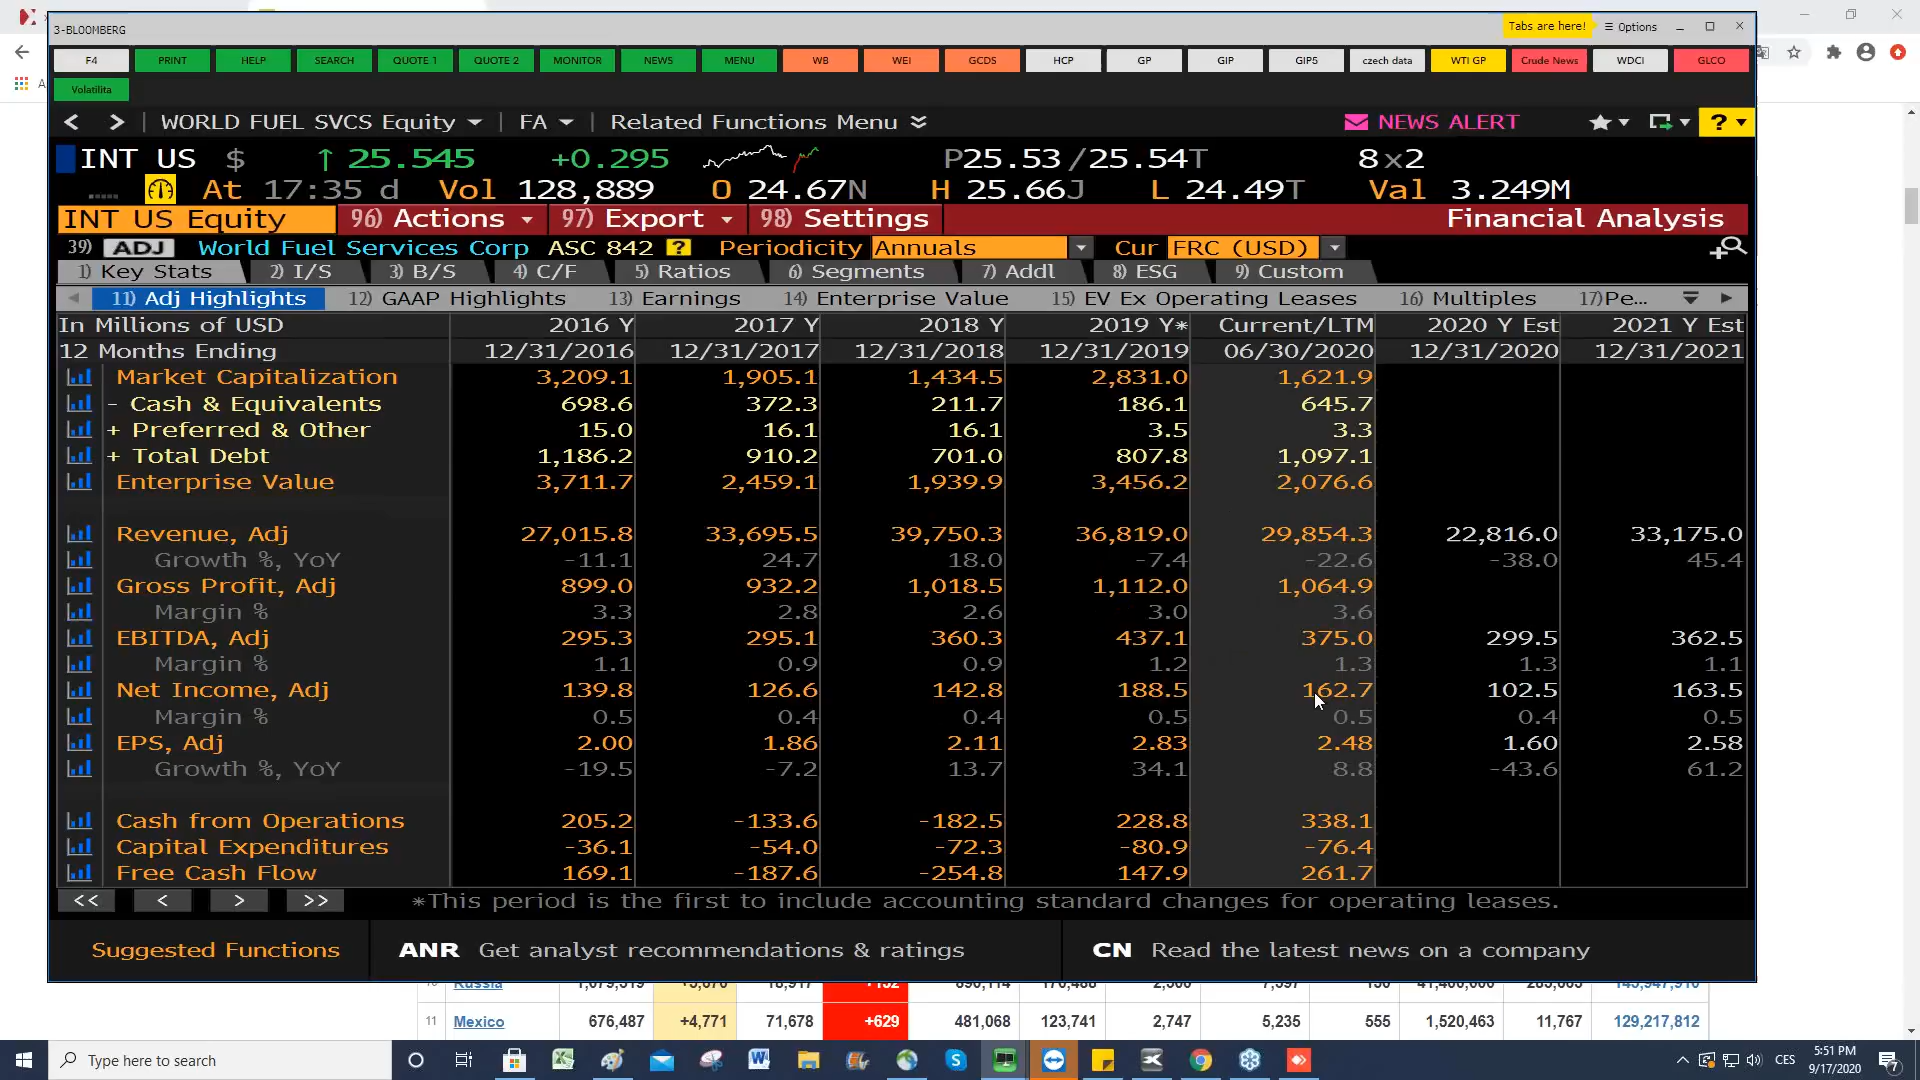 3-BLOOMBERG
Tabs are here! Options
F4 PRINT HELP SEARCH QUOTE 1 QUOTE 2 MONITOR NEWS MENU WB WEI GCDS HCP GP GIP GIP5 czech data WTI GP Crude News WDCI GLCO
Volatilita
WORLD FUEL SVCS Equity FA Related Functions Menu NEWS ALERT ?
INT US $ ↑ 25.545 +0.295 P25.53/25.54T 8x2
At 17:35 d Vol 128,889 O 24.67N H 25.66J L 24.49T Val 3.249M
INT US Equity 96) Actions 97) Export 98) Settings Financial Analysis
39) ADJ World Fuel Services Corp ASC 842 ? Periodicity Annuals Cur FRC (USD)
1) Key Stats 2) I/S 3) B/S 4) C/F 5) Ratios 6) Segments 7) Addl 8) ESG 9) Custom
11) Adj Highlights 12) GAAP Highlights 13) Earnings 14) Enterprise Value 15) EV Ex Operating Leases 16) Multiples 17)Pe...
In Millions of USD 2016 Y 2017 Y 2018 Y 2019 Y* Current/LTM 2020 Y Est 2021 Y Est
12 Months Ending 12/31/2016 12/31/2017 12/31/2018 12/31/2019 06/30/2020 12/31/2020 12/31/2021
Market Capitalization 3,209.1 1,905.1 1,434.5 2,831.0 1,621.9
- Cash & Equivalents 698.6 372.3 211.7 186.1 645.7
+ Preferred & Other 15.0 16.1 16.1 3.5 3.3
+ Total Debt 1,186.2 910.2 701.0 807.8 1,097.1
Enterprise Value 3,711.7 2,459.1 1,939.9 3,456.2 2,076.6
Revenue, Adj 27,015.8 33,695.5 39,750.3 36,819.0 29,854.3 22,816.0 33,175.0
Growth %, YoY -11.1 24.7 18.0 -7.4 -22.6 -38.0 45.4
Gross Profit, Adj 899.0 932.2 1,018.5 1,112.0 1,064.9
Margin % 3.3 2.8 2.6 3.0 3.6
EBITDA, Adj 295.3 295.1 360.3 437.1 375.0 299.5 362.5
Margin % 1.1 0.9 0.9 1.2 1.3 1.3 1.1
Net Income, Adj 139.8 126.6 142.8 188.5 162.7 102.5 163.5
Margin % 0.5 0.4 0.4 0.5 0.5 0.4 0.5
EPS, Adj 2.00 1.86 2.11 2.83 2.48 1.60 2.58
Growth %, YoY -19.5 -7.2 13.7 34.1 8.8 -43.6 61.2
Cash from Operations 205.2 -133.6 -182.5 228.8 338.1
Capital Expenditures -36.1 -54.0 -72.3 -80.9 -76.4
Free Cash Flow 169.1 -187.6 -254.8 147.9 261.7
<< < > >> *This period is the first to include accounting standard changes for operating leases.
Suggested Functions ANR Get analyst recommendations & ratings CN Read the latest news on a company
Russia
11 Mexico 676,487 +4,771 71,678 +629 481,068 123,741 2,747 5,235 555 1,520,463 11,767 129,217,812
Type here to search CES 5:51 PM
9/17/2020